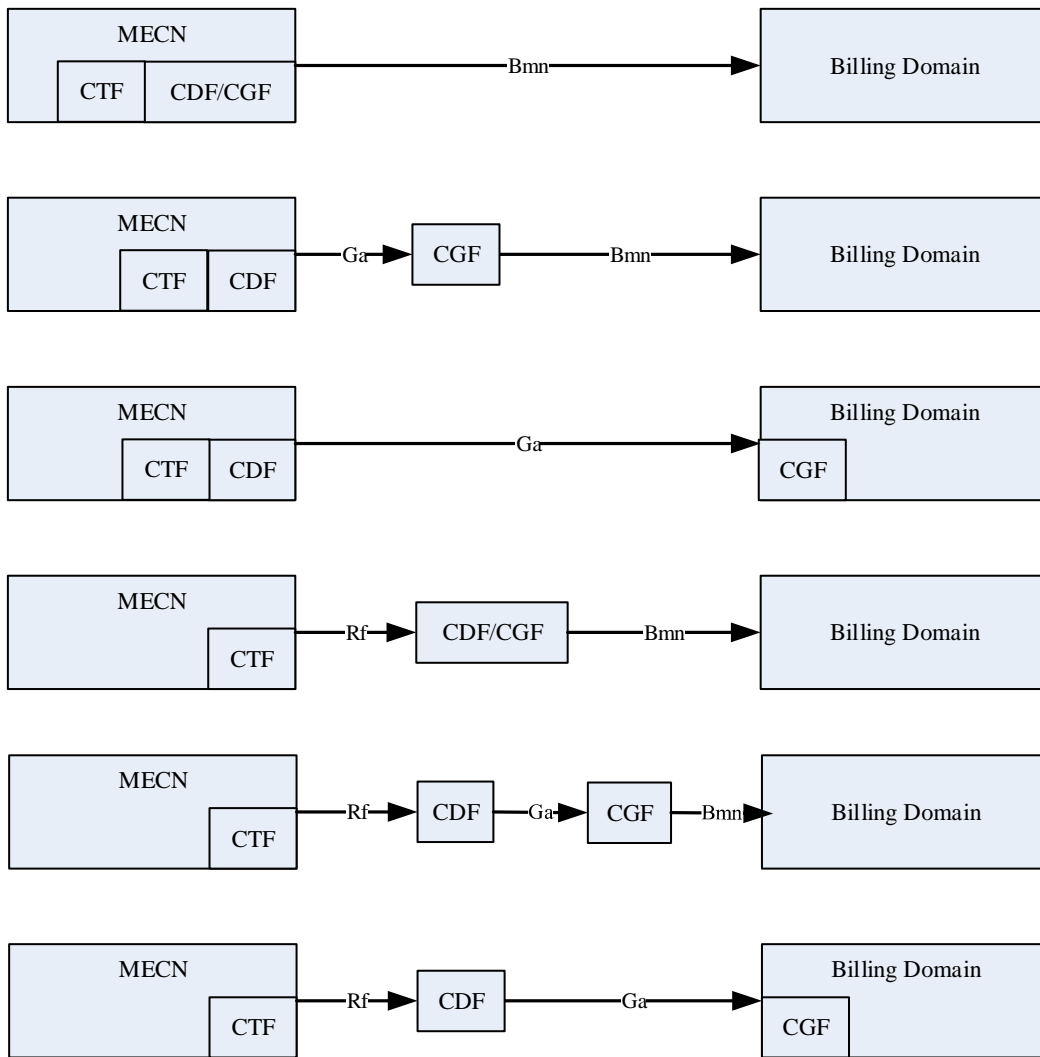 MECN
CTF
CDF/CGF
Bmn
Billing Domain
MECN
CTF
CDF
Ga
CGF
Bmn
Billing Domain
MECN
CTF
CDF
Ga
Billing Domain
CGF
MECN
CTF
Rf
CDF/CGF
Bmn
Billing Domain
MECN
CTF
Rf
CDF
Ga
CGF
Bmn
Billing Domain
MECN
CTF
Rf
CDF
Ga
Billing Domain
CGF